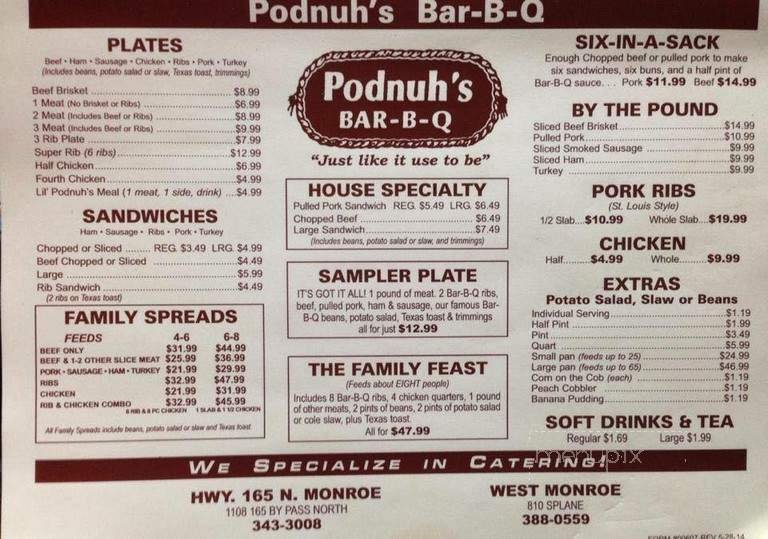 Podnuh's Bar-B-Q
PLATES
Beef • Ham • Sausage • Chicken • Ribs • Pork • Turkey
(Includes beans, potato salad or slaw, Texas toast, trimmings)
Beef Brisket $8.99
1 Meat (No Brisket or Ribs) $6.99
2 Meat (Includes Beef or Ribs) $8.99
3 Meat (Includes Beef or Ribs) $9.99
3 Rib Plate $7.99
Super Rib (6 ribs) $12.99
Half Chicken $6.99
Fourth Chicken $4.99
Lil' Podnuh's Meal (1 meat, 1 side, drink) $4.99
SANDWICHES
Ham • Sausage • Ribs • Pork • Turkey
Chopped or Sliced REG. $3.49 LRG. $4.99
Beef Chopped or Sliced $4.49
Large $5.99
Rib Sandwich $4.49
(2 ribs on Texas toast)
FAMILY SPREADS
FEEDS 4-6 6-8
BEEF ONLY $31.99 $44.99
BEEF & 1-2 OTHER SLICE MEAT $25.99 $36.99
PORK • SAUSAGE • HAM • TURKEY $21.99 $29.99
RIBS $32.99 $47.99
CHICKEN $21.99 $31.99
RIB & CHICKEN COMBO $32.99 $45.99
6 RIB & 8 PC CHICKEN 1 SLAB & 1 1/2 CHICKEN
All Family Spreads include beans, potato salad or slaw and Texas toast
Podnuh's
BAR-B-Q
"Just like it use to be"
HOUSE SPECIALTY
Pulled Pork Sandwich REG. $5.49 LRG. $6.49
Chopped Beef $6.49
Large Sandwich $7.49
(Includes beans, potato salad or slaw, and trimmings)
SAMPLER PLATE
IT'S GOT IT ALL! 1 pound of meat. 2 Bar-B-Q ribs,
beef, pulled pork, ham & sausage, our famous Bar-
B-Q beans, potato salad, Texas toast & trimmings
all for just $12.99
THE FAMILY FEAST
(Feeds about EIGHT people)
Includes 8 Bar-B-Q ribs, 4 chicken quarters, 1 pound
of other meats, 2 pints of beans, 2 pints of potato salad
or cole slaw, plus Texas toast.
All for $47.99
SIX-IN-A-SACK
Enough Chopped beef or pulled pork to make
six sandwiches, six buns, and a half pint of
Bar-B-Q sauce. . . Pork $11.99 Beef $14.99
BY THE POUND
Sliced Beef Brisket $14.99
Pulled Pork $10.99
Sliced Smoked Sausage $9.99
Sliced Ham $9.99
Turkey $9.99
PORK RIBS
(St. Louis Style)
1/2 Slab....$10.99 Whole Slab....$19.99
CHICKEN
Half $4.99 Whole $9.99
EXTRAS
Potato Salad, Slaw or Beans
Individual Serving $1.19
Half Pint $1.99
Pint $3.49
Quart $5.99
Small pan (feeds up to 25) $24.99
Large pan (feeds up to 65) $46.99
Corn on the Cob (each) $1.19
Peach Cobbler $1.19
Banana Pudding $1.19
SOFT DRINKS & TEA
Regular $1.69 Large $1.99
menupix
WE SPECIALIZE IN CATERING!
HWY. 165 N. MONROE
1108 165 BY PASS NORTH
343-3008
WEST MONROE
810 SPLANE
388-0559